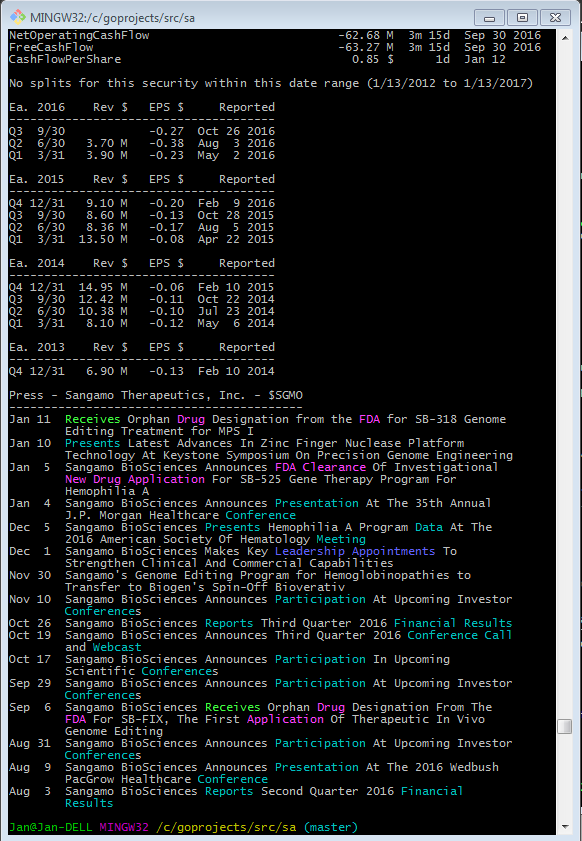 MINGW32:/c/goprojects/src/sa
NetOperatingCashFlow -62.68 M 3m 15d Sep 30 2016
FreeCashFlow -63.27 M 3m 15d Sep 30 2016
CashFlowPerShare 0.85 $ 1d Jan 12
No splits for this security within this date range (1/13/2012 to 1/13/2017)
Ea. 2016 Rev $ EPS $ Reported
--------------------------------------
Q3 9/30 -0.27 Oct 26 2016
Q2 6/30 3.70 M -0.38 Aug 3 2016
Q1 3/31 3.90 M -0.23 May 2 2016
Ea. 2015 Rev $ EPS $ Reported
--------------------------------------
Q4 12/31 9.10 M -0.20 Feb 9 2016
Q3 9/30 8.60 M -0.13 Oct 28 2015
Q2 6/30 8.36 M -0.17 Aug 5 2015
Q1 3/31 13.50 M -0.08 Apr 22 2015
Ea. 2014 Rev $ EPS $ Reported
--------------------------------------
Q4 12/31 14.95 M -0.06 Feb 10 2015
Q3 9/30 12.42 M -0.11 Oct 22 2014
Q2 6/30 10.38 M -0.10 Jul 23 2014
Q1 3/31 8.10 M -0.12 May 6 2014
Ea. 2013 Rev $ EPS $ Reported
--------------------------------------
Q4 12/31 6.90 M -0.13 Feb 10 2014
Press - Sangamo Therapeutics, Inc. - $SGMO
------------------------------------------
Jan 11 Receives Orphan Drug Designation from the FDA for SB-318 Genome
Editing Treatment for MPS I
Jan 10 Presents Latest Advances In Zinc Finger Nuclease Platform
Technology At Keystone Symposium On Precision Genome Engineering
Jan 5 Sangamo BioSciences Announces FDA Clearance Of Investigational
New Drug Application For SB-525 Gene Therapy Program For
Hemophilia A
Jan 4 Sangamo BioSciences Announces Presentation At The 35th Annual
J.P. Morgan Healthcare Conference
Dec 5 Sangamo BioSciences Presents Hemophilia A Program Data At The
2016 American Society Of Hematology Meeting
Dec 1 Sangamo BioSciences Makes Key Leadership Appointments To
Strengthen Clinical And Commercial Capabilities
Nov 30 Sangamo's Genome Editing Program for Hemoglobinopathies to
Transfer to Biogen's Spin-Off Bioverativ
Nov 10 Sangamo BioSciences Announces Participation At Upcoming Investor
Conferences
Oct 26 Sangamo BioSciences Reports Third Quarter 2016 Financial Results
Oct 19 Sangamo BioSciences Announces Third Quarter 2016 Conference Call
and Webcast
Oct 17 Sangamo BioSciences Announces Participation In Upcoming
Scientific Conferences
Sep 29 Sangamo BioSciences Announces Participation At Upcoming Investor
Conferences
Sep 6 Sangamo BioSciences Receives Orphan Drug Designation From The
FDA For SB-FIX, The First Application Of Therapeutic In Vivo
Genome Editing
Aug 31 Sangamo BioSciences Announces Participation At Upcoming Investor
Conferences
Aug 9 Sangamo BioSciences Announces Presentation At The 2016 Wedbush
PacGrow Healthcare Conference
Aug 3 Sangamo BioSciences Reports Second Quarter 2016 Financial
Results
Jan@Jan-DELL MINGW32 /c/goprojects/src/sa (master)